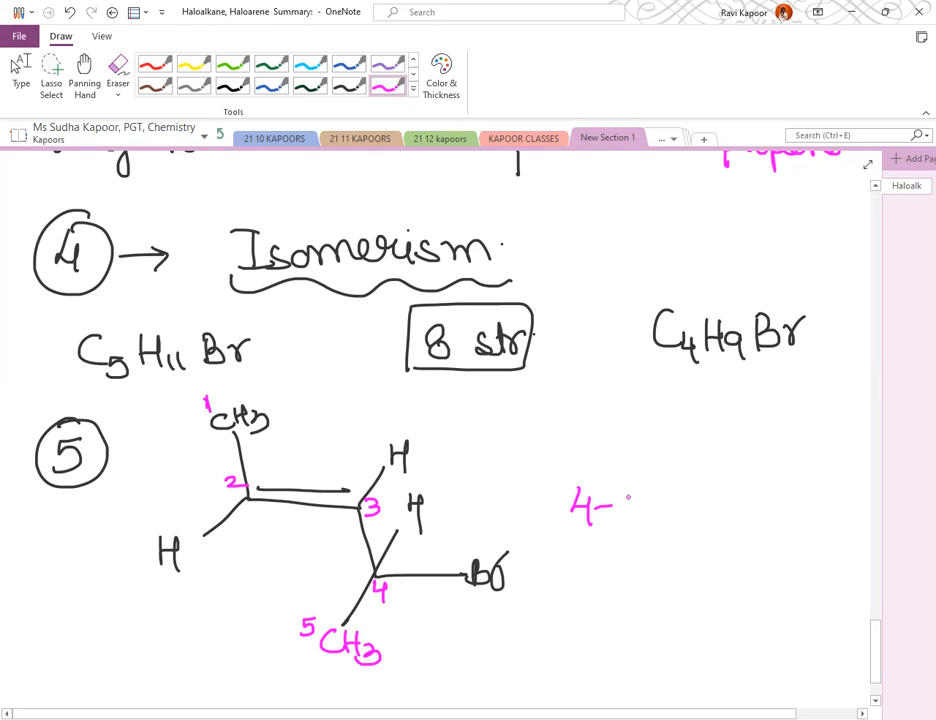 Haloalkane, Haloarene Summary: - OneNote
Search
Ravi Kapoor
File Draw View
Type
Lasso Select
Panning Hand
Eraser
Color & Thickness
Tools
Ms Sudha Kapoor, PGT, Chemistry
Kapoors
21 10 KAPOORS
21 11 KAPOORS
21 12 kapoors
KAPOOR CLASSES
New Section 1
...
+
Search (Ctrl+E)
+ Add Pag
Haloalk
4 → Isomerism
C5H11Br
8 str
C4H9Br
5
1
CH3
H
2
3
H
4-
H
Br
4
5
CH3